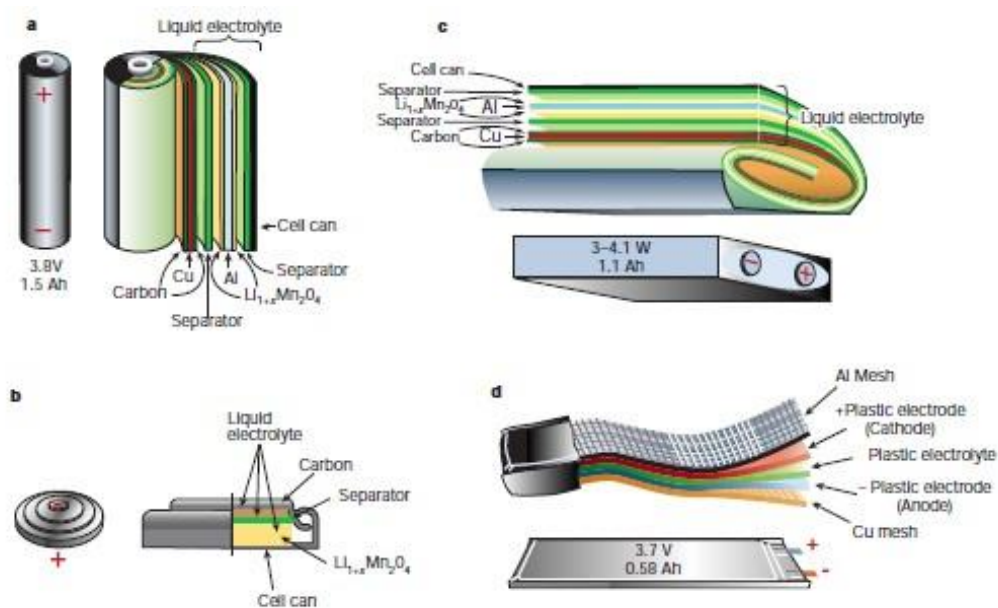 a
Liquid electrolyte
+
−
3.8V
1.5 Ah
Cell can
Cu
Al
Separator
Carbon
Li₁₊ₓMn₂O₄
Separator
c
Cell can
Separator
Li₁₊ₓMn₂O₄ Al
Separator
Carbon Cu
Liquid electrolyte
3–4.1 W
1.1 Ah
−
+
b
Liquid
electrolyte
Carbon
Separator
+
Li₁₊ₓMn₂O₄
Cell can
d
Al Mesh
+Plastic electrode
(Cathode)
Plastic electrolyte
− Plastic electrode
(Anode)
Cu mesh
3.7 V
0.58 Ah
+
-